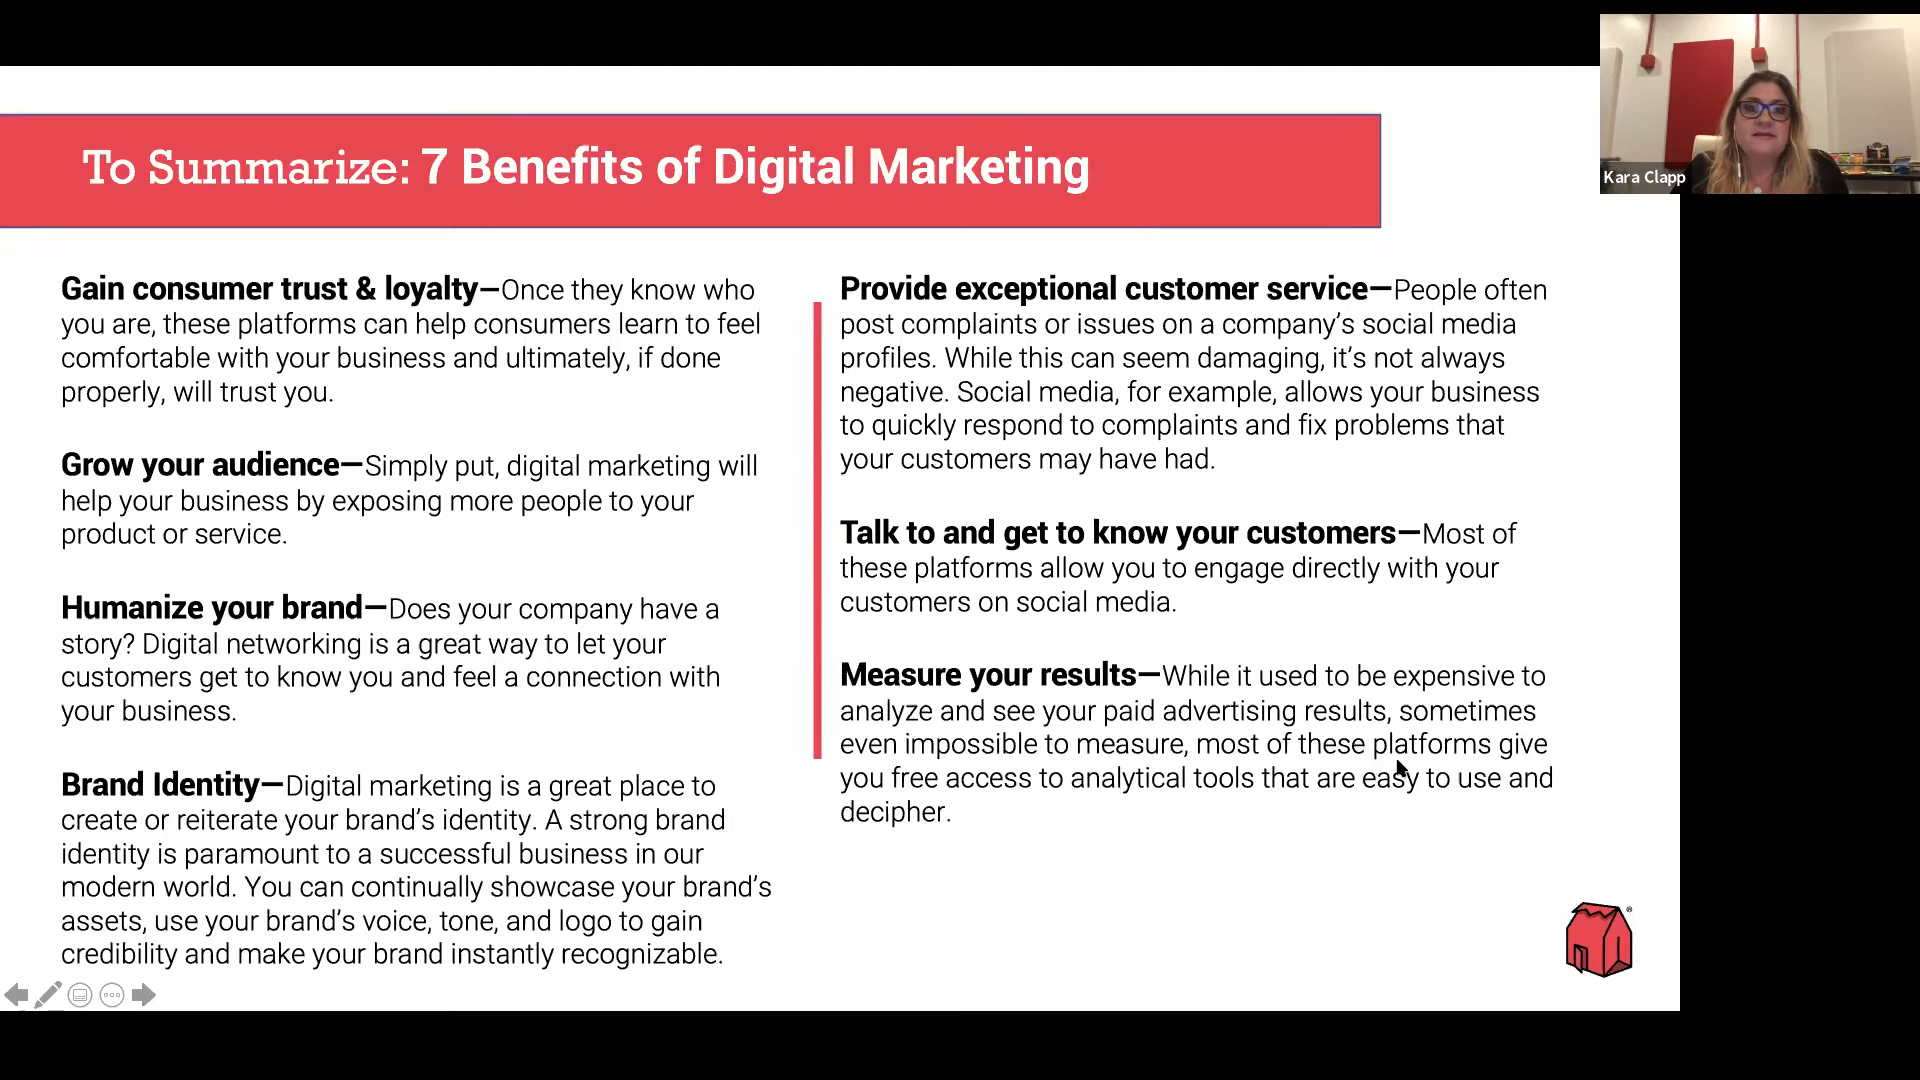 To Summarize: 7 Benefits of Digital Marketing
Kara Clapp
Gain consumer trust & loyalty—Once they know who
you are, these platforms can help consumers learn to feel
comfortable with your business and ultimately, if done
properly, will trust you.
Grow your audience—Simply put, digital marketing will
help your business by exposing more people to your
product or service.
Humanize your brand—Does your company have a
story? Digital networking is a great way to let your
customers get to know you and feel a connection with
your business.
Brand Identity—Digital marketing is a great place to
create or reiterate your brand’s identity. A strong brand
identity is paramount to a successful business in our
modern world. You can continually showcase your brand’s
assets, use your brand’s voice, tone, and logo to gain
credibility and make your brand instantly recognizable.
Provide exceptional customer service—People often
post complaints or issues on a company’s social media
profiles. While this can seem damaging, it’s not always
negative. Social media, for example, allows your business
to quickly respond to complaints and fix problems that
your customers may have had.
Talk to and get to know your customers—Most of
these platforms allow you to engage directly with your
customers on social media.
Measure your results—While it used to be expensive to
analyze and see your paid advertising results, sometimes
even impossible to measure, most of these platforms give
you free access to analytical tools that are easy to use and
decipher.
®